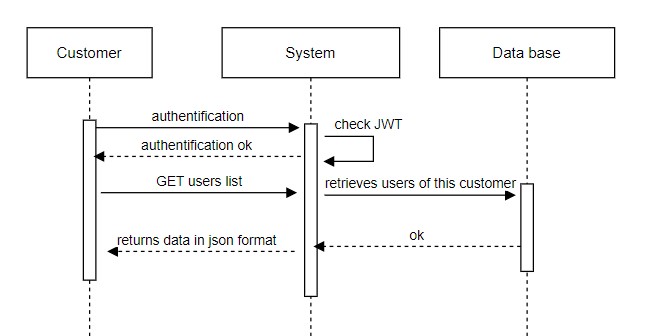 Customer
System
Data base
authentification
check JWT
authentification ok
GET users list
retrieves users of this customer
returns data in json format
ok